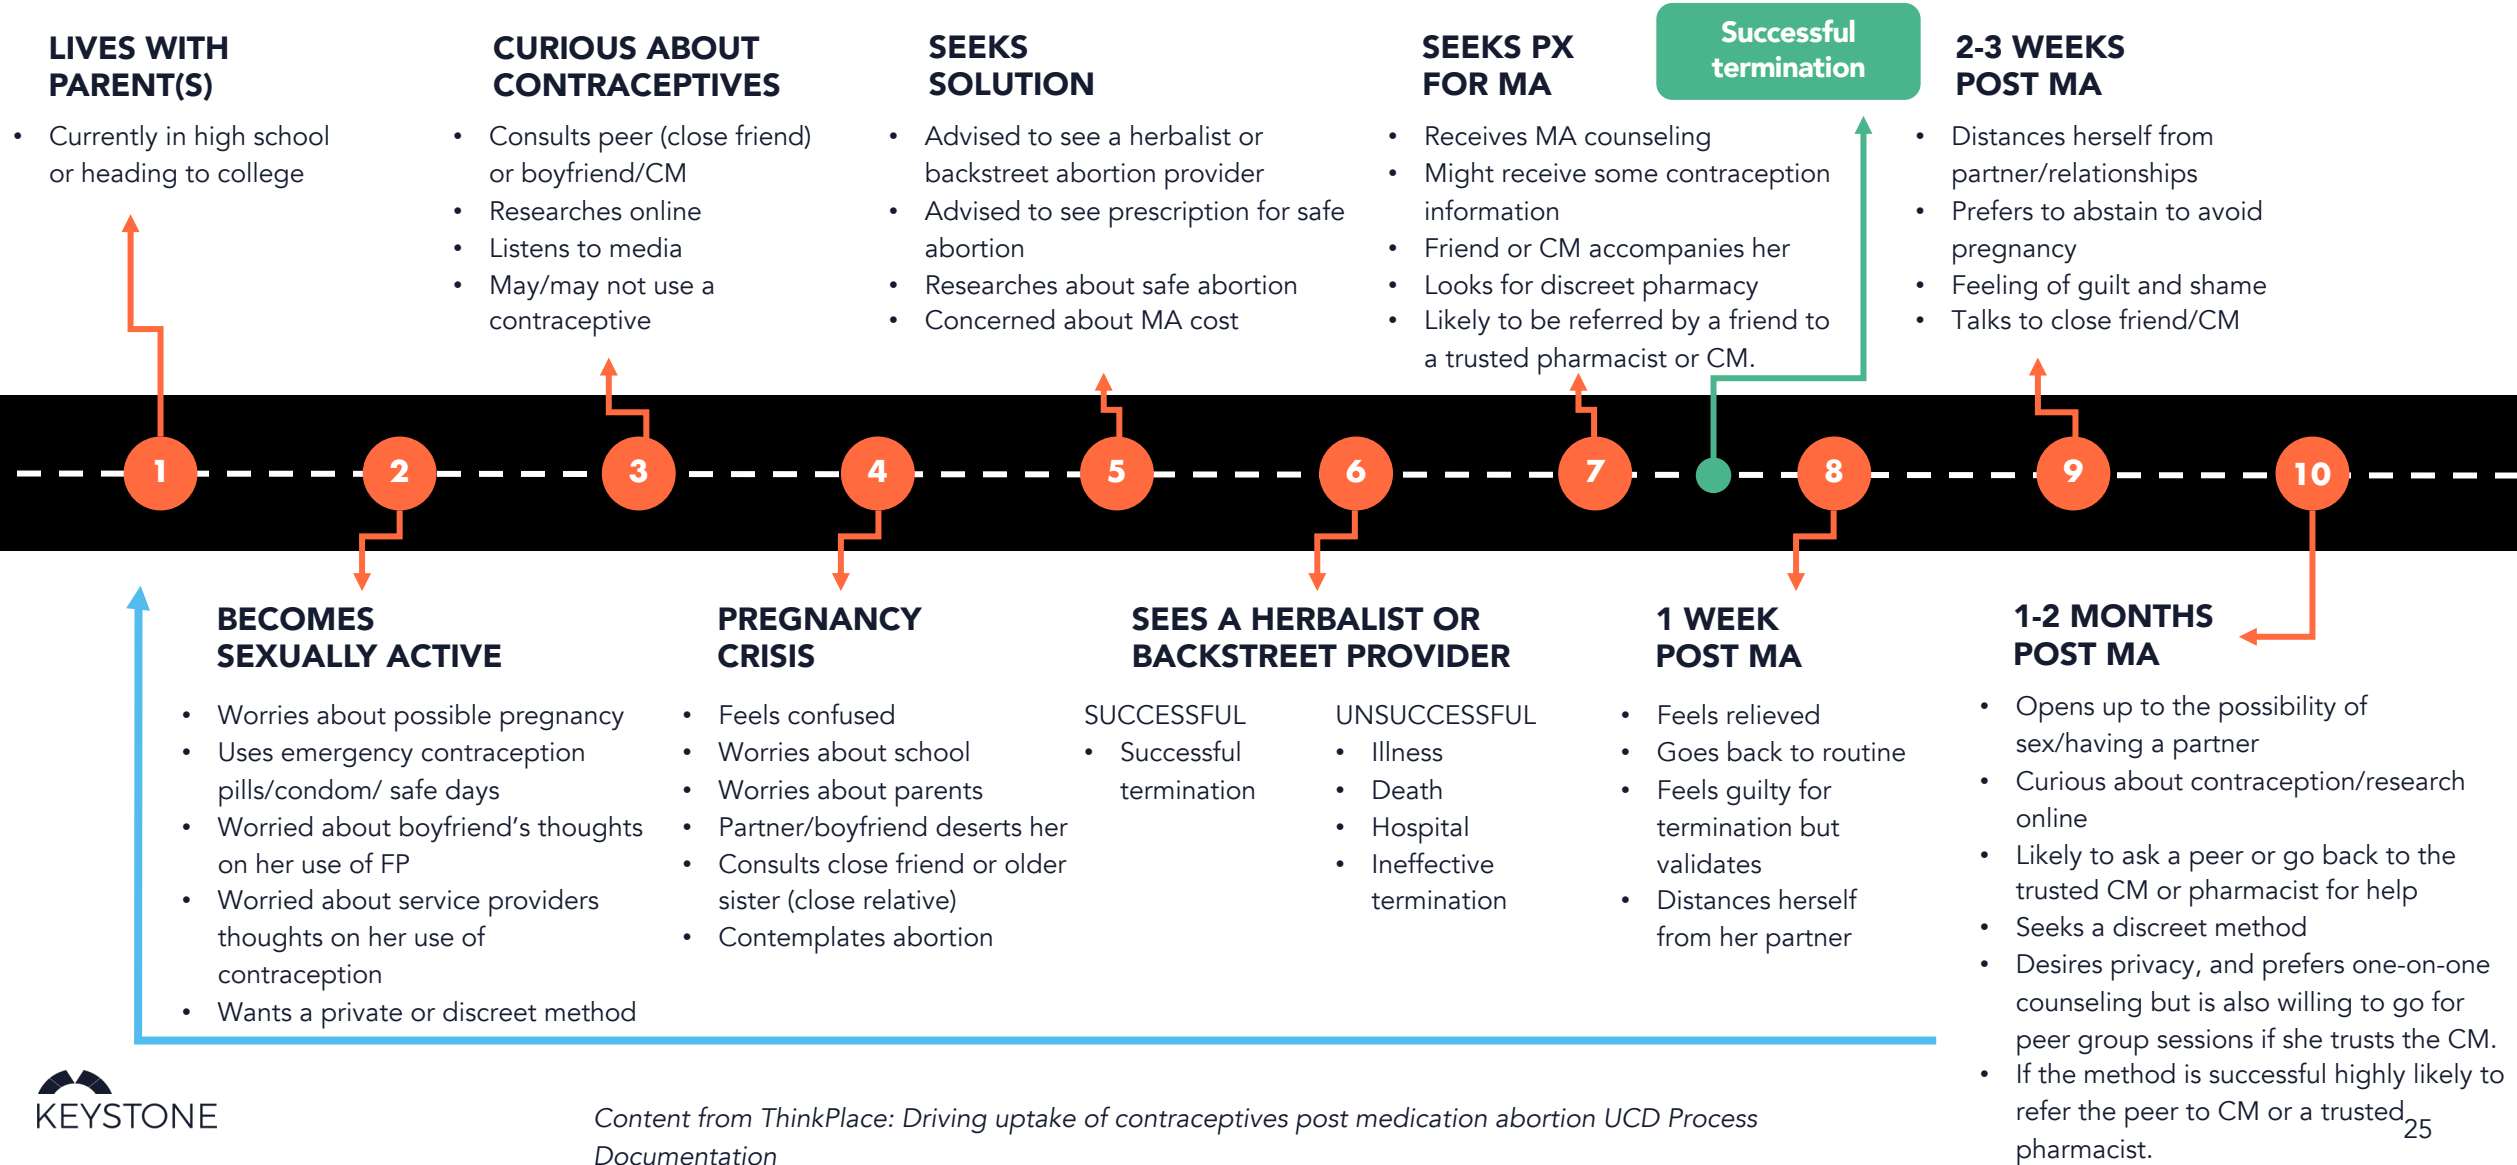 LIVES WITH
PARENT(S)
• Currently in high school
or heading to college
CURIOUS ABOUT
CONTRACEPTIVES
• Consults peer (close friend)
or boyfriend/CM
• Researches online
• Listens to media
• May/may not use a
contraceptive
SEEKS
SOLUTION
• Advised to see a herbalist or
backstreet abortion provider
• Advised to see prescription for safe
abortion
• Researches about safe abortion
• Concerned about MA cost
SEEKS PX
FOR MA
• Receives MA counseling
• Might receive some contraception
information
• Friend or CM accompanies her
• Looks for discreet pharmacy
• Likely to be referred by a friend to
a trusted pharmacist or CM.
Successful
termination
2-3 WEEKS
POST MA
• Distances herself from
partner/relationships
• Prefers to abstain to avoid
pregnancy
• Feeling of guilt and shame
• Talks to close friend/CM
1
2
3
4
5
6
7
8
9
10
BECOMES
SEXUALLY ACTIVE
• Worries about possible pregnancy
• Uses emergency contraception
pills/condom/ safe days
• Worried about boyfriend's thoughts
on her use of FP
• Worried about service providers
thoughts on her use of
contraception
• Wants a private or discreet method
PREGNANCY
CRISIS
• Feels confused
• Worries about school
• Worries about parents
• Partner/boyfriend deserts her
• Consults close friend or older
sister (close relative)
• Contemplates abortion
SEES A HERBALIST OR
BACKSTREET PROVIDER
SUCCESSFUL
• Successful
termination
UNSUCCESSFUL
• Illness
• Death
• Hospital
• Ineffective
termination
1 WEEK
POST MA
• Feels relieved
• Goes back to routine
• Feels guilty for
termination but
validates
• Distances herself
from her partner
1-2 MONTHS
POST MA
• Opens up to the possibility of
sex/having a partner
• Curious about contraception/research
online
• Likely to ask a peer or go back to the
trusted CM or pharmacist for help
• Seeks a discreet method
• Desires privacy, and prefers one-on-one
counseling but is also willing to go for
peer group sessions if she trusts the CM.
• If the method is successful highly likely to
refer the peer to CM or a trusted
pharmacist.
KEYSTONE
Content from ThinkPlace: Driving uptake of contraceptives post medication abortion UCD Process
Documentation
25